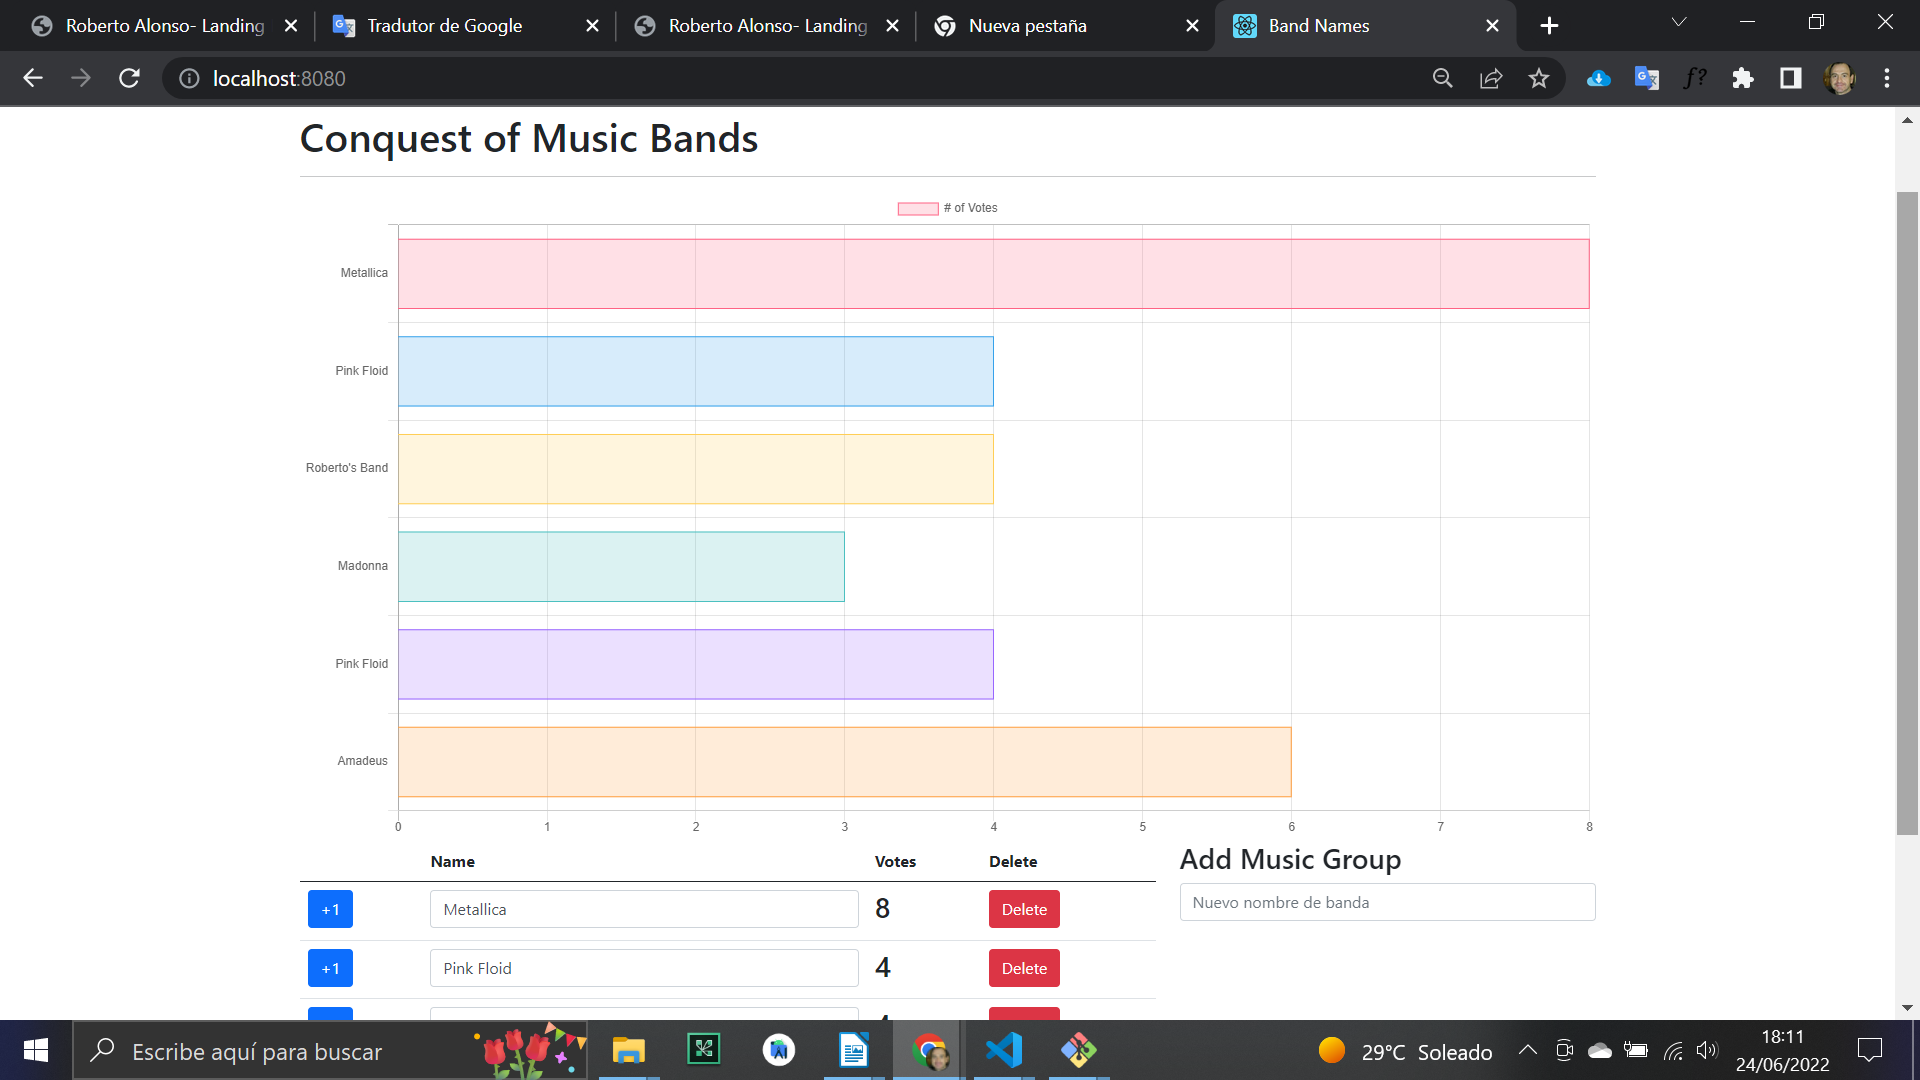 Roberto Alonso- Landing
Tradutor de Google
Roberto Alonso- Landing
Nueva pestaña
Band Names
localhost:8080
f?
Conquest of Music Bands
# of Votes
Metallica
Pink Floid
Roberto's Band
Madonna
Pink Floid
Amadeus
0 1 2 3 4 5 6 7 8
Name Votes Delete
+1 Metallica 8 Delete
+1 Pink Floid 4 Delete
Add Music Group
Nuevo nombre de banda
Escribe aquí para buscar
29°C Soleado
18:11
24/06/2022